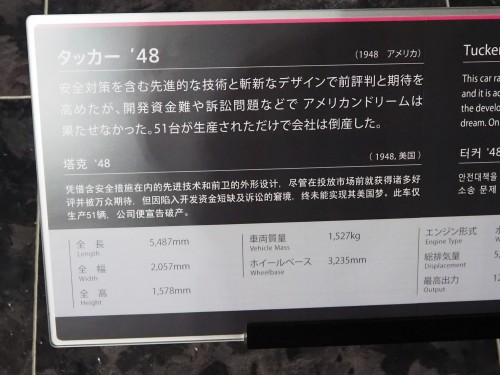 タッカー '48
(1948 アメリカ)
安全対策を含む先進的な技術と斬新なデザインで前評判と期待を
高めたが、開発資金難や訴訟問題などで アメリカンドリームは
果たせなかった。51台が生産されただけで会社は倒産した。
塔克 '48
(1948, 美国)
凭借含安全措施在内的先进技术和前卫的外形设计，尽管在投放市场前就获得诸多好
评并被万众期待，但因陷入开发资金短缺及诉讼的窘境，终未能实现其美国梦。此车仅
生产51辆，公司便宣告破产。
Tucker
This car ra
and it is ac
the develo
dream. On
터커 '48
안전대책을
소송 문제
全 長 5,487mm
Length
全 幅 2,057mm
Width
全 高 1,578mm
Height
車両質量 1,527kg
Vehicle Mass
ホイールベース 3,235mm
Wheelbase
エンジン形式
Engine Type
総排気量 5
Displacement
最高出力 12
Output